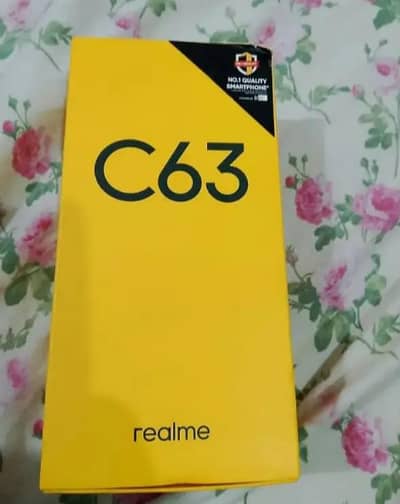 NO.1 QUALITY
SMARTPHONE*
C63
realme